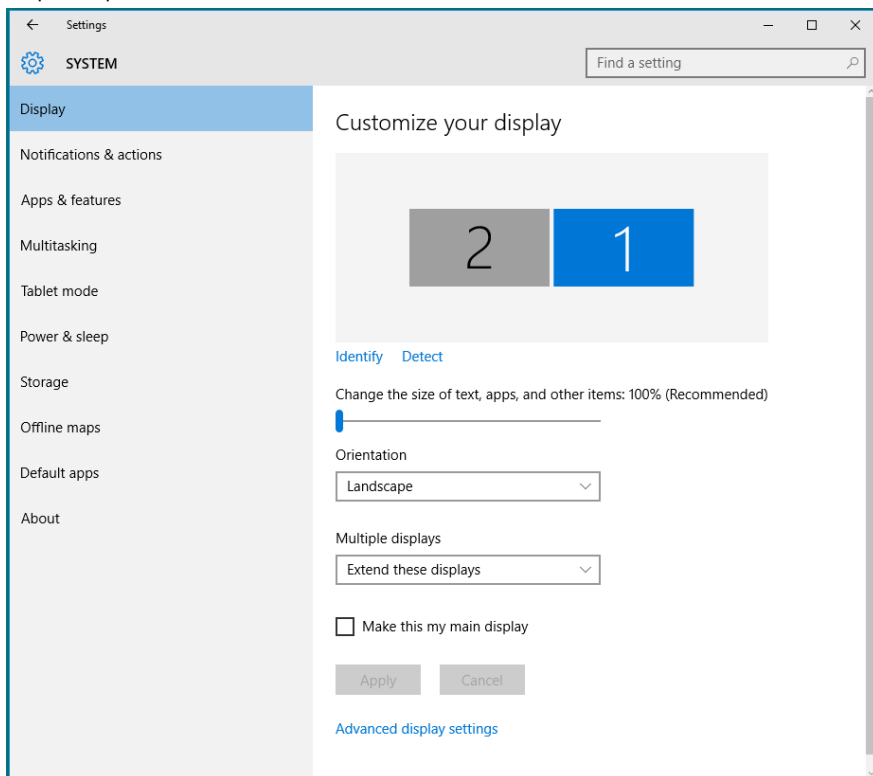 Settings
SYSTEM
Find a setting
Display
Notifications & actions
Apps & features
Multitasking
Tablet mode
Power & sleep
Storage
Offline maps
Default apps
About
Customize your display
2 1
Identify Detect
Change the size of text, apps, and other items: 100% (Recommended)
Orientation
Landscape
Multiple displays
Extend these displays
Make this my main display
Apply Cancel
Advanced display settings